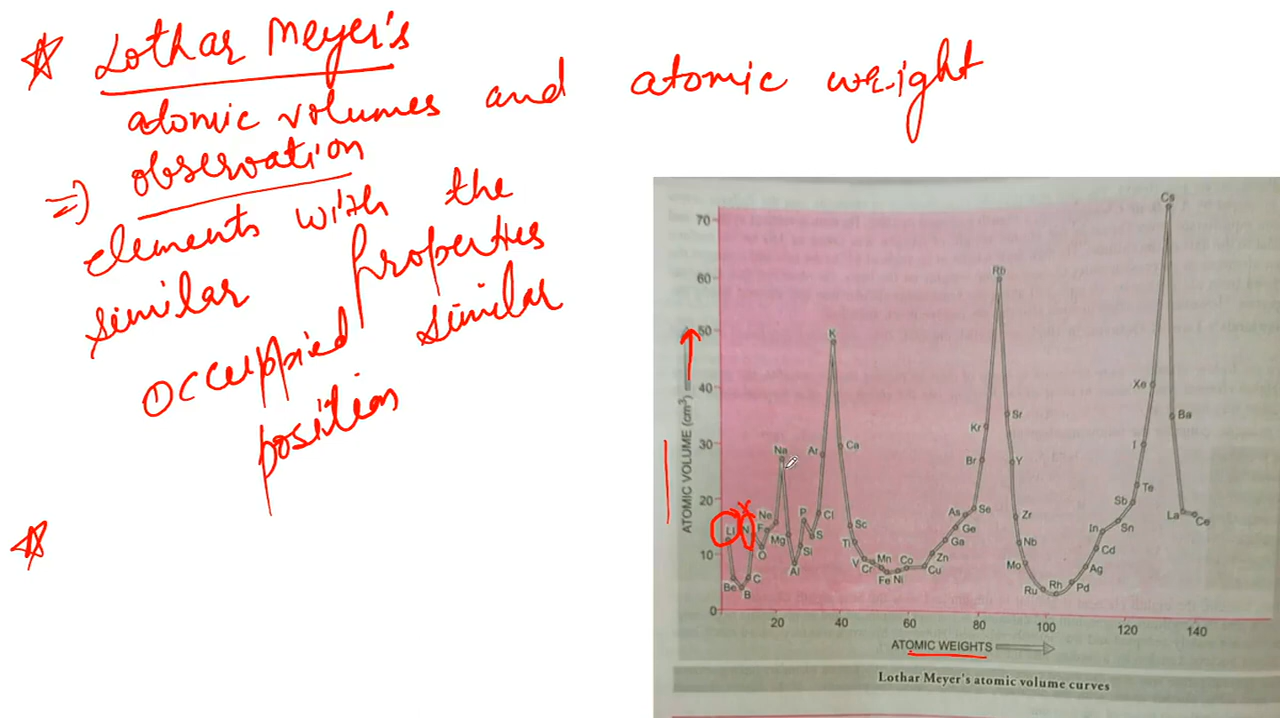 Lothar Meyer's
atomic volumes and atomic weight
=) observation
elements with the
similar properties
occuppied similar
position
ATOMIC VOLUME (cm³)
70
60
50
40
30
20
10
0
20
40
60
80
100
120
140
Li
Be
B
C
N
O
F
Ne
Na
Mg
Al
Si
P
S
Cl
Ar
K
Ca
Sc
Ti
V
Cr
Mn
Fe
Ni
Co
Cu
Zn
Ga
Ge
As
Se
Br
Kr
Rb
Sr
Y
Zr
Nb
Mo
Ru
Rh
Pd
Ag
Cd
In
Sn
Sb
Te
I
Xe
Cs
Ba
La
Ce
ATOMIC WEIGHTS
Lothar Meyer's atomic volume curves